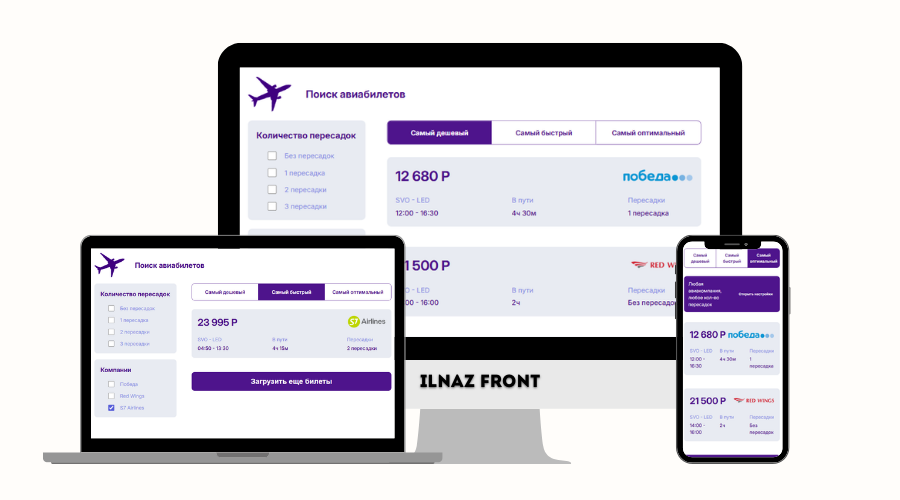 Поиск авиабилетов
Количество пересадок
Без пересадок
1 пересадка
2 пересадки
3 пересадки
Самый дешевый
Самый быстрый
Самый оптимальный
12 680 Р
победа
SVO - LED
В пути
Пересадки
12:00 - 16:30
4ч 30м
1 пересадка
1 500 Р
RED W
- LED
В пути
Пересадки
:00 - 16:00
2ч
Без пересадо
ILNAZ FRONT
Поиск авиабилетов
Количество пересадок
Без пересадок
1 пересадка
2 пересадки
3 пересадки
Компании
Победа
Red Wings
S7 Airlines
Самый дешевый
Самый быстрый
Самый оптимальный
23 995 Р
S7 Airlines
SVO - LED
В пути
Пересадки
04:50 - 13:30
4ч 15м
2 пересадки
Загрузить еще билеты
Самый дешевый
Самый быстрый
Самый оптимальный
Любая
авиакомпания,
любое кол-во
пересадок
Открыть настройки
12 680 Р
победа
SVO - LED
В пути
Пересадки
12:00 -
16:30
4ч 30м
1
пересадка
21 500 Р
RED WINGS
SVO - LED
В пути
Пересадки
14:00 -
16:00
2ч
Без
пересадок